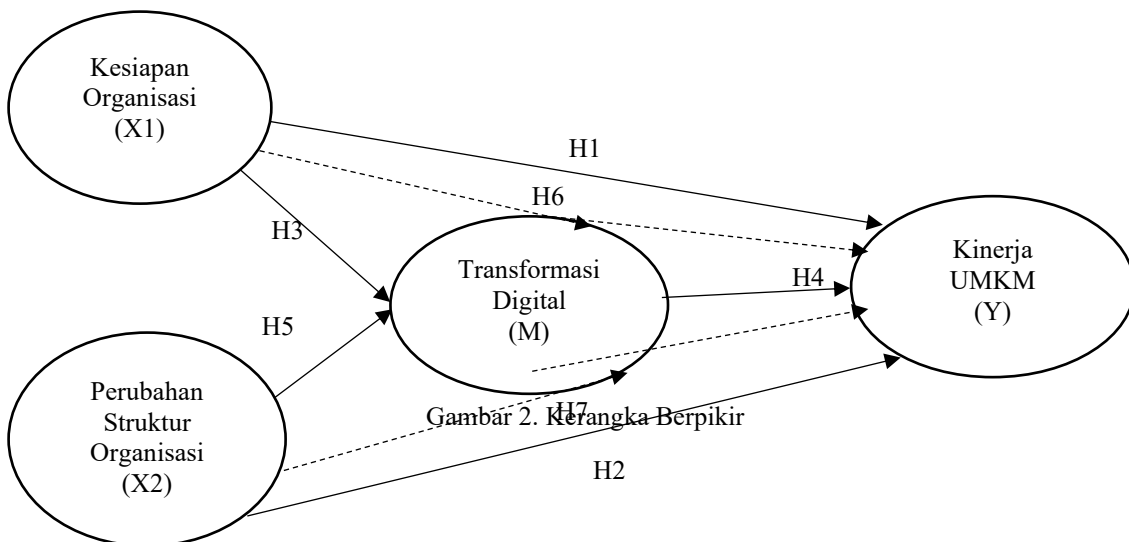 Kesiapan
Organisasi
(X1)
H1
H6
H3
Transformasi
Digital
(M)
H4
Kinerja
UMKM
(Y)
H5
Perubahan
Struktur
Organisasi
(X2)
H7
Gambar 2. Kerangka Berpikir
H2